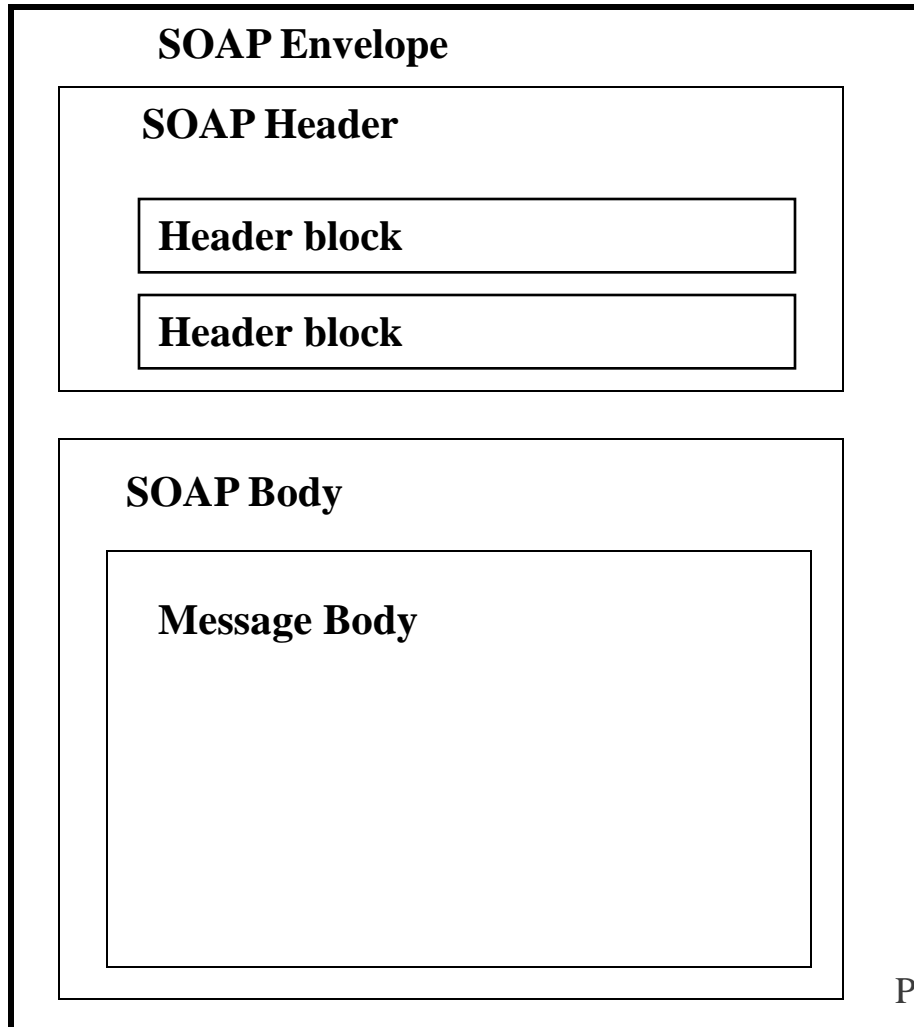 SOAP Envelope
SOAP Header
Header block
Header block
SOAP Body
Message Body
P